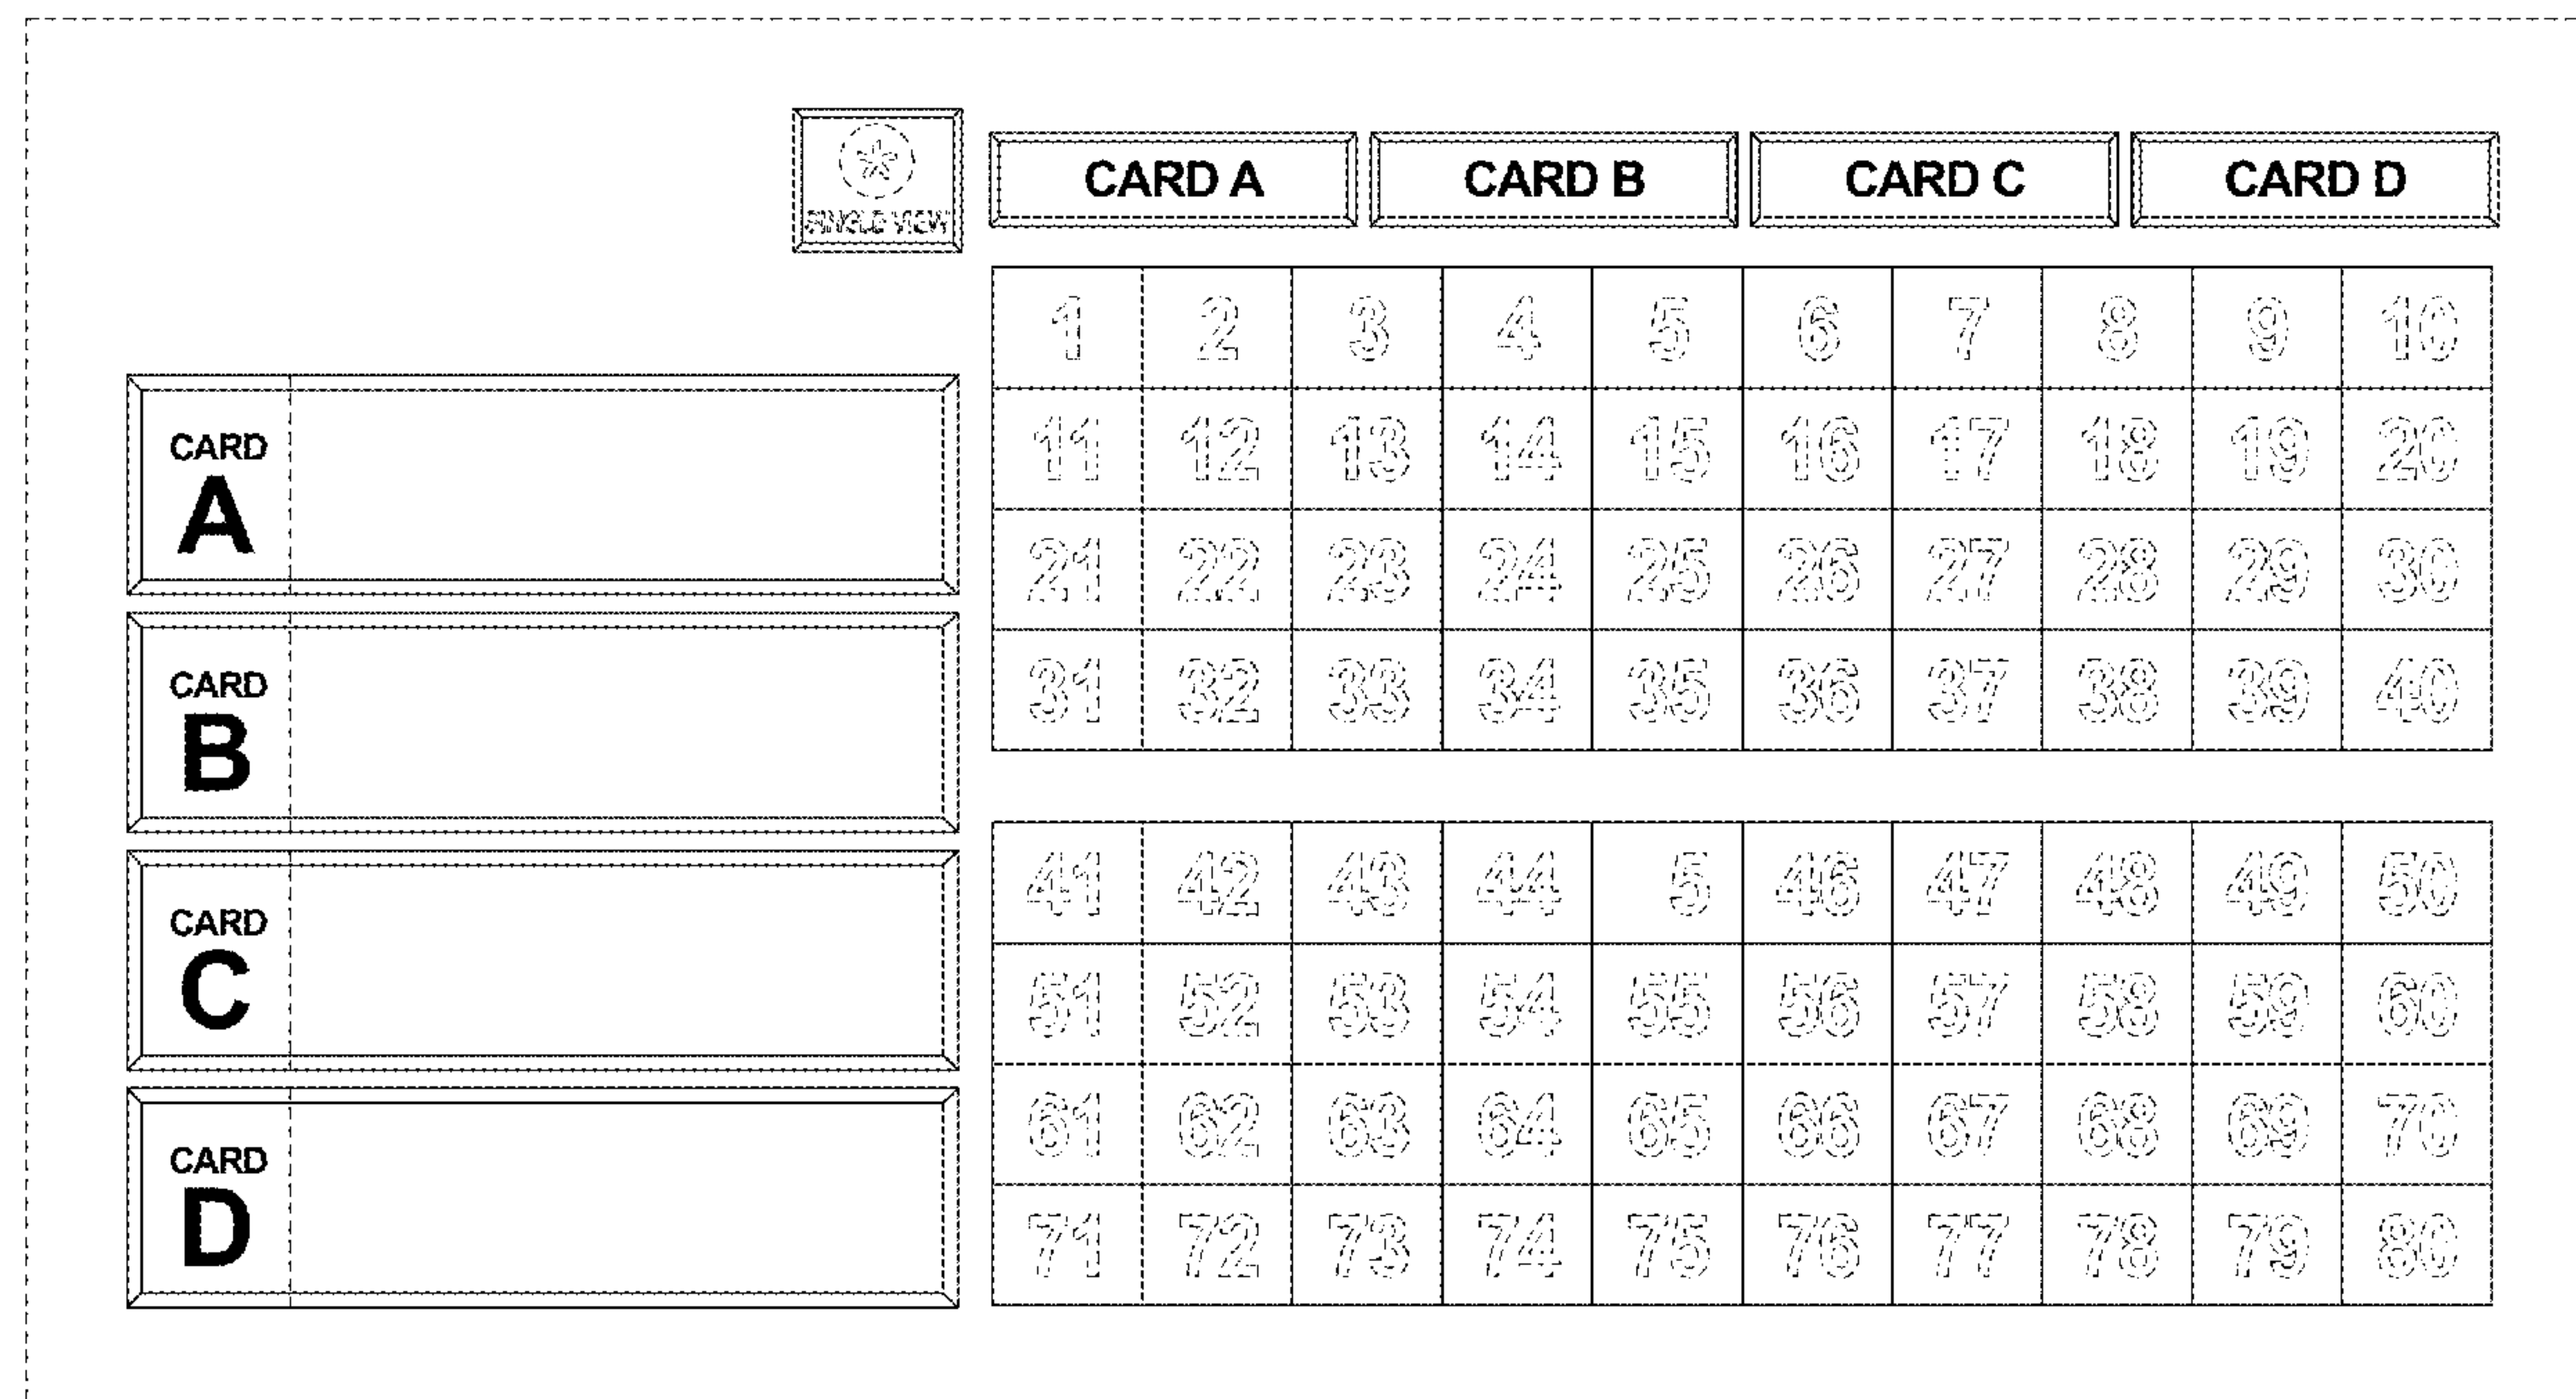 SINGLE VIEW
CARD A CARD B CARD C CARD D
1 2 3 4 5 6 7 8 9 10
11 12 13 14 15 16 17 18 19 20
21 22 23 24 25 26 27 28 29 30
31 32 33 34 35 36 37 38 39 40
41 42 43 44 5 46 47 48 49 50
51 52 53 54 55 56 57 58 59 60
61 62 63 64 65 66 67 68 69 70
71 72 73 74 75 76 77 78 79 80
CARD
A
CARD
B
CARD
C
CARD
D